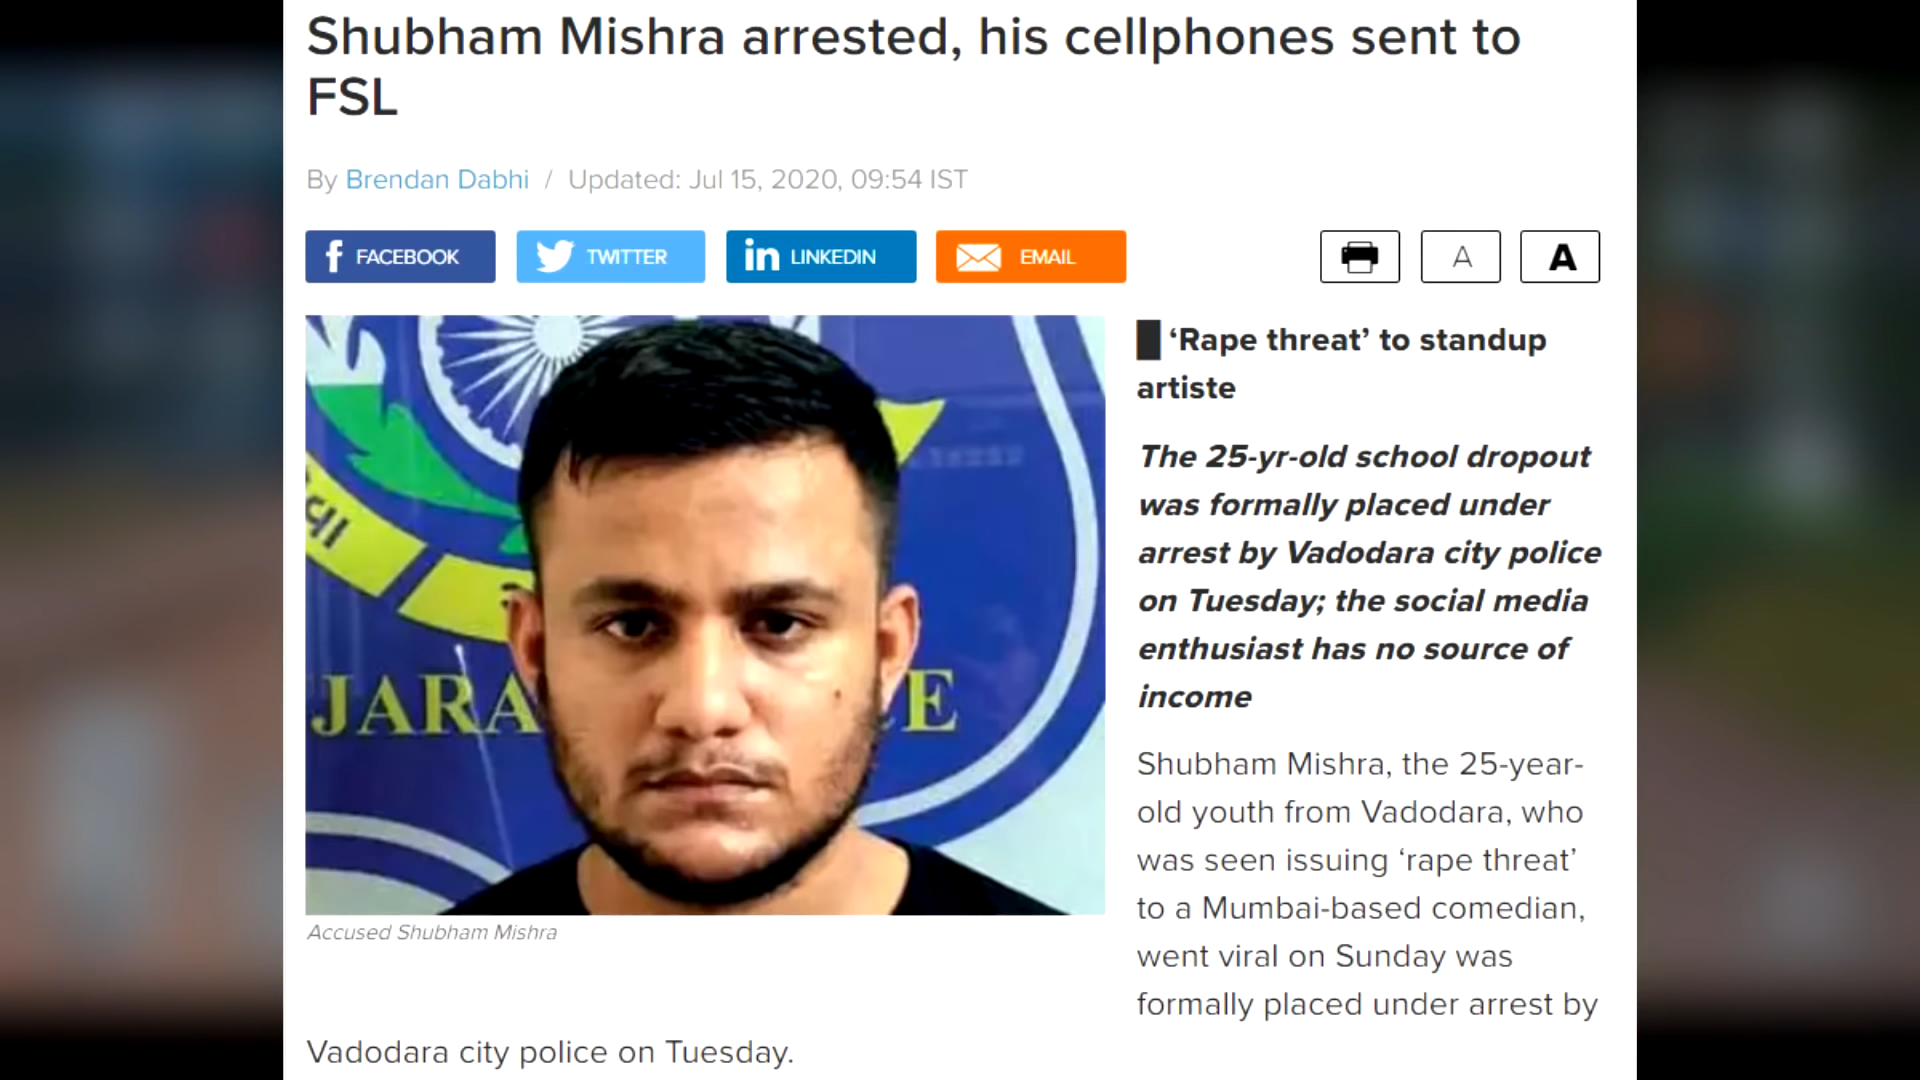 Shubham Mishra arrested, his cellphones sent to
FSL
By Brendan Dabhi / Updated: Jul 15, 2020, 09:54 IST
FACEBOOK
TWITTER
in LINKEDIN
EMAIL
A
A
‘Rape threat’ to standup
artiste
The 25-yr-old school dropout
was formally placed under
arrest by Vadodara city police
on Tuesday; the social media
enthusiast has no source of
income
JARA
CE
Accused Shubham Mishra
Shubham Mishra, the 25-year-
old youth from Vadodara, who
was seen issuing ‘rape threat’
to a Mumbai-based comedian,
went viral on Sunday was
formally placed under arrest by
Vadodara city police on Tuesday.